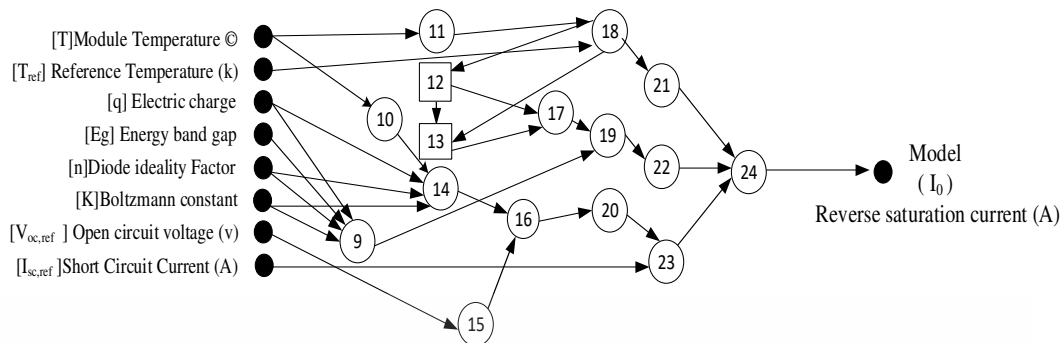 [T]Module Temperature ©
[Tref] Reference Temperature (k)
[q] Electric charge
[Eg] Energy band gap
[n]Diode ideality Factor
[K]Boltzmann constant
[Voc,ref ] Open circuit voltage (v)
[Isc,ref ]Short Circuit Current (A)
11
18
12
21
10
17
13
19
22
24
14
16
20
9
23
15
Model
( I0 )
Reverse saturation current (A)